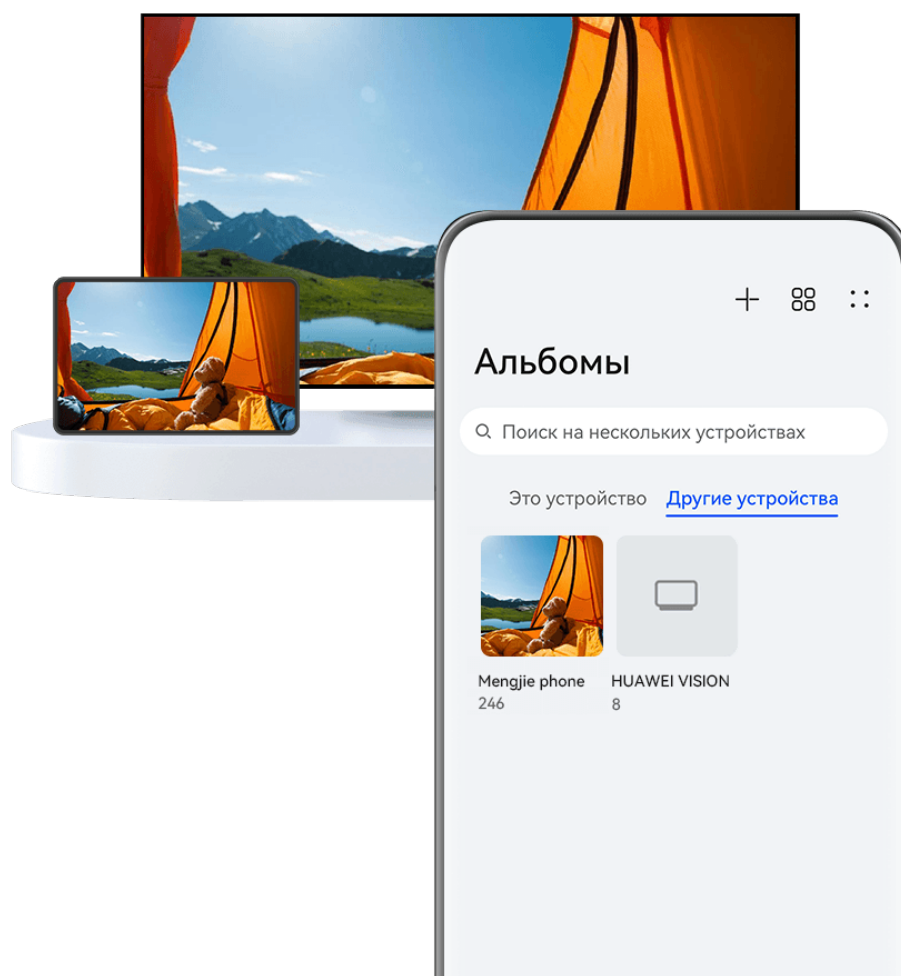 Альбомы
Поиск на нескольких устройствах
Это устройство Другие устройства
Mengjie phone HUAWEI VISION
246 8